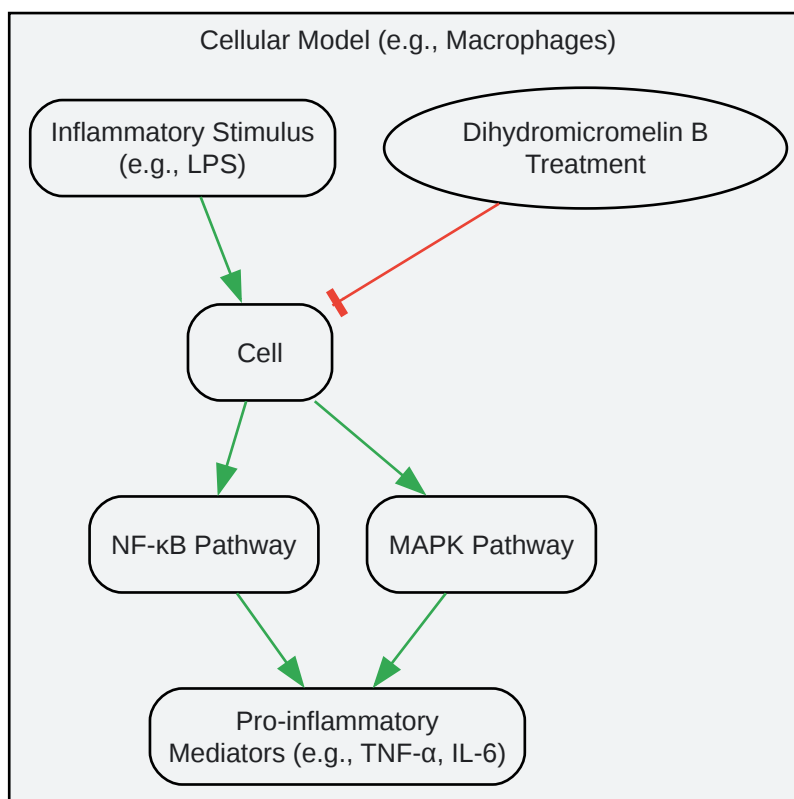 Cellular Model (e.g., Macrophages)
Inflammatory Stimulus
(e.g., LPS)
Dihydromicromelin B
Treatment
Cell
NF-κB Pathway
MAPK Pathway
Pro-inflammatory
Mediators (e.g., TNF-α, IL-6)